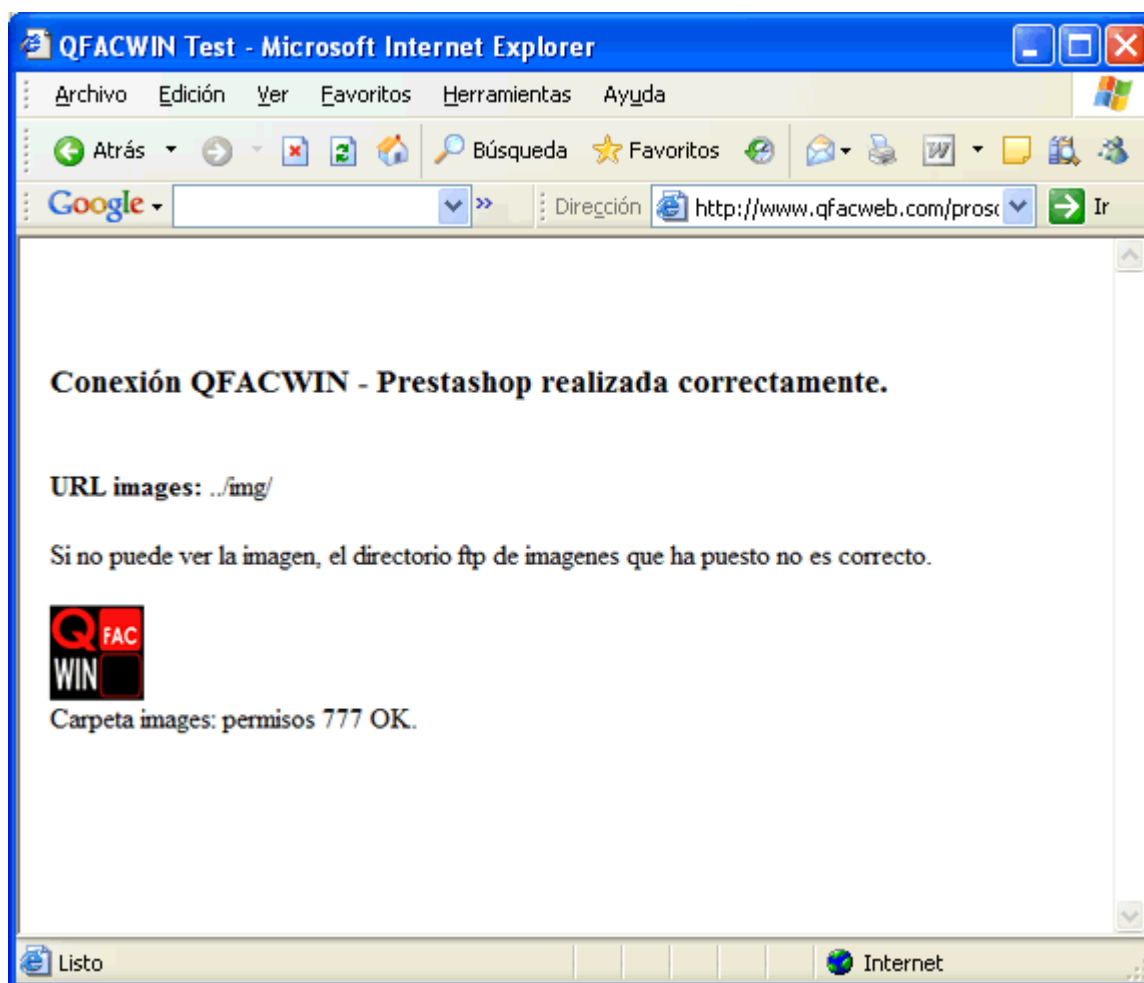 QFACWIN Test - Microsoft Internet Explorer
Archivo Edición Ver Favoritos Herramientas Ayuda
Atrás Búsqueda Favoritos W
Google Dirección http://www.qfacweb.com/pros Ir
Conexión QFACWIN - Prestashop realizada correctamente.
URL images: ../img/
Si no puede ver la imagen, el directorio ftp de imagenes que ha puesto no es correcto.
Q FAC
WIN
Carpeta images: permisos 777 OK.
Listo Internet